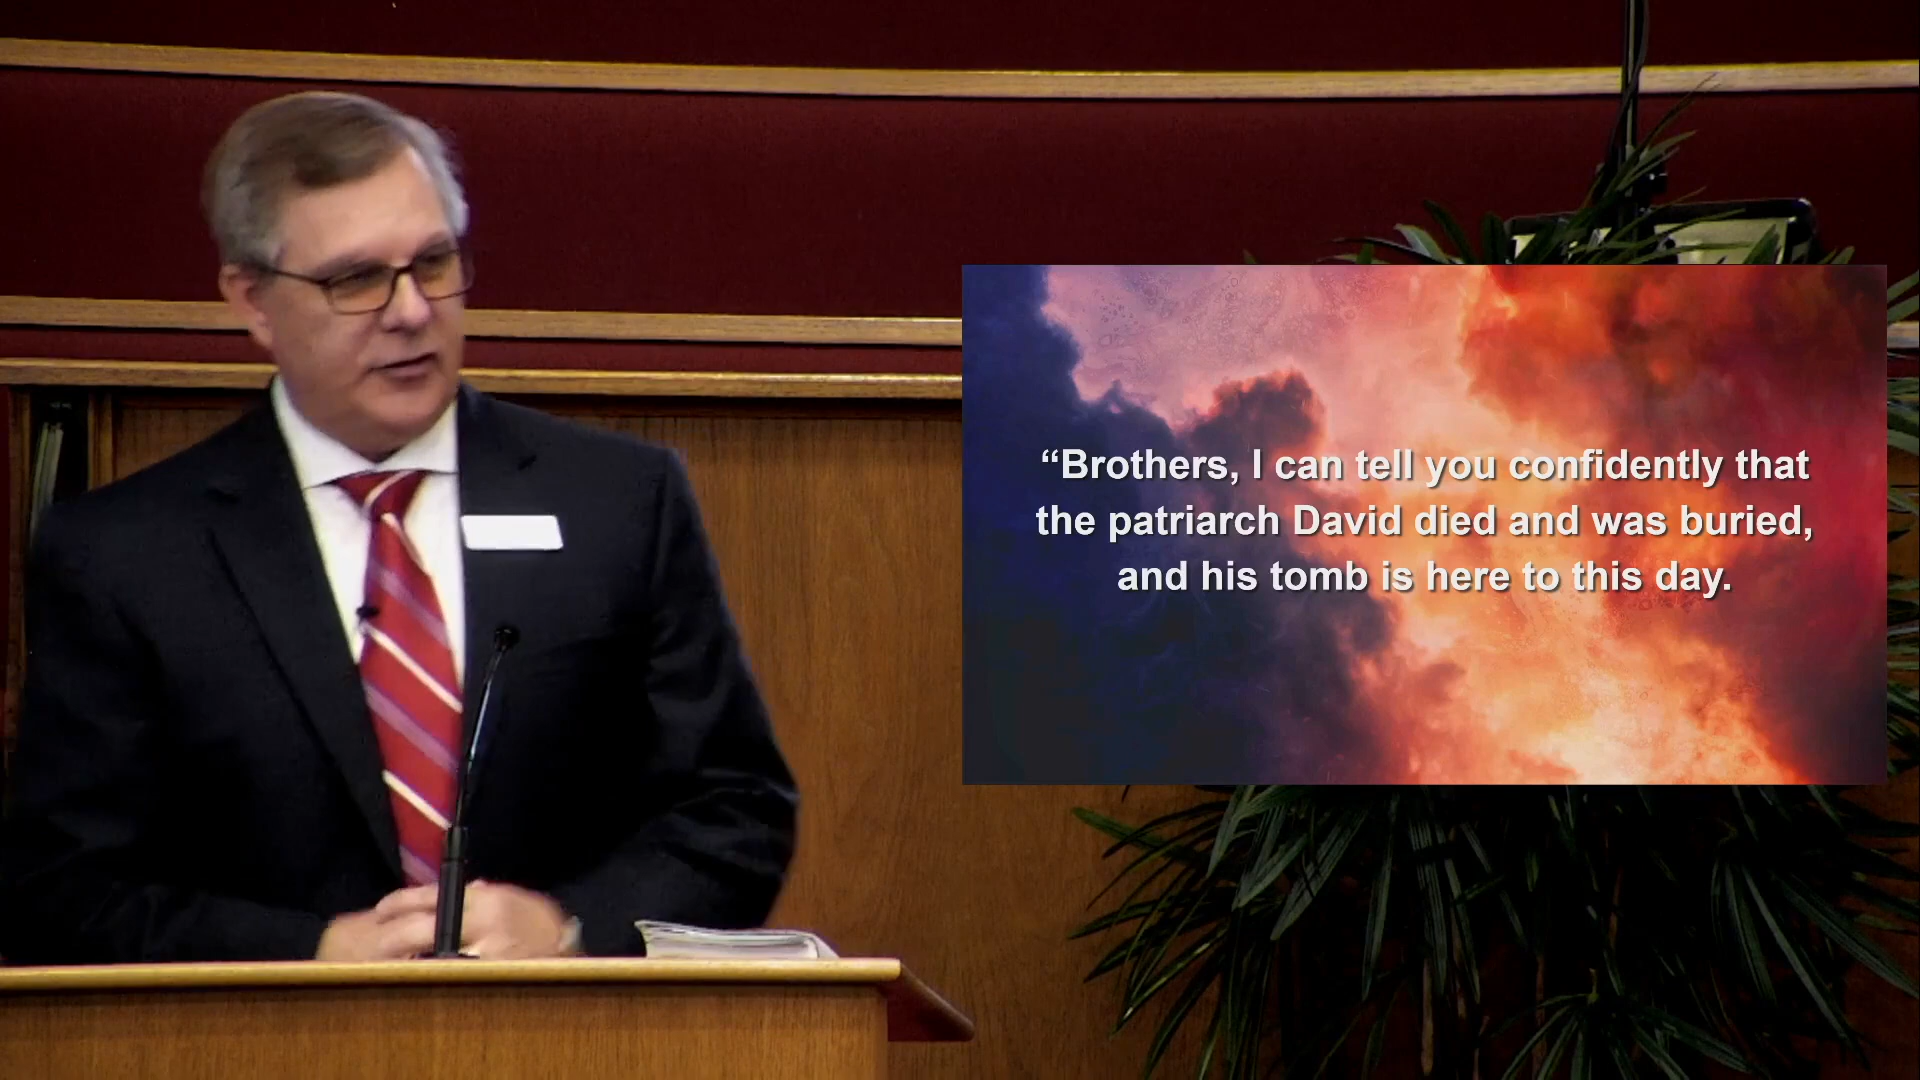 “Brothers, I can tell you confidently that
the patriarch David died and was buried,
and his tomb is here to this day.